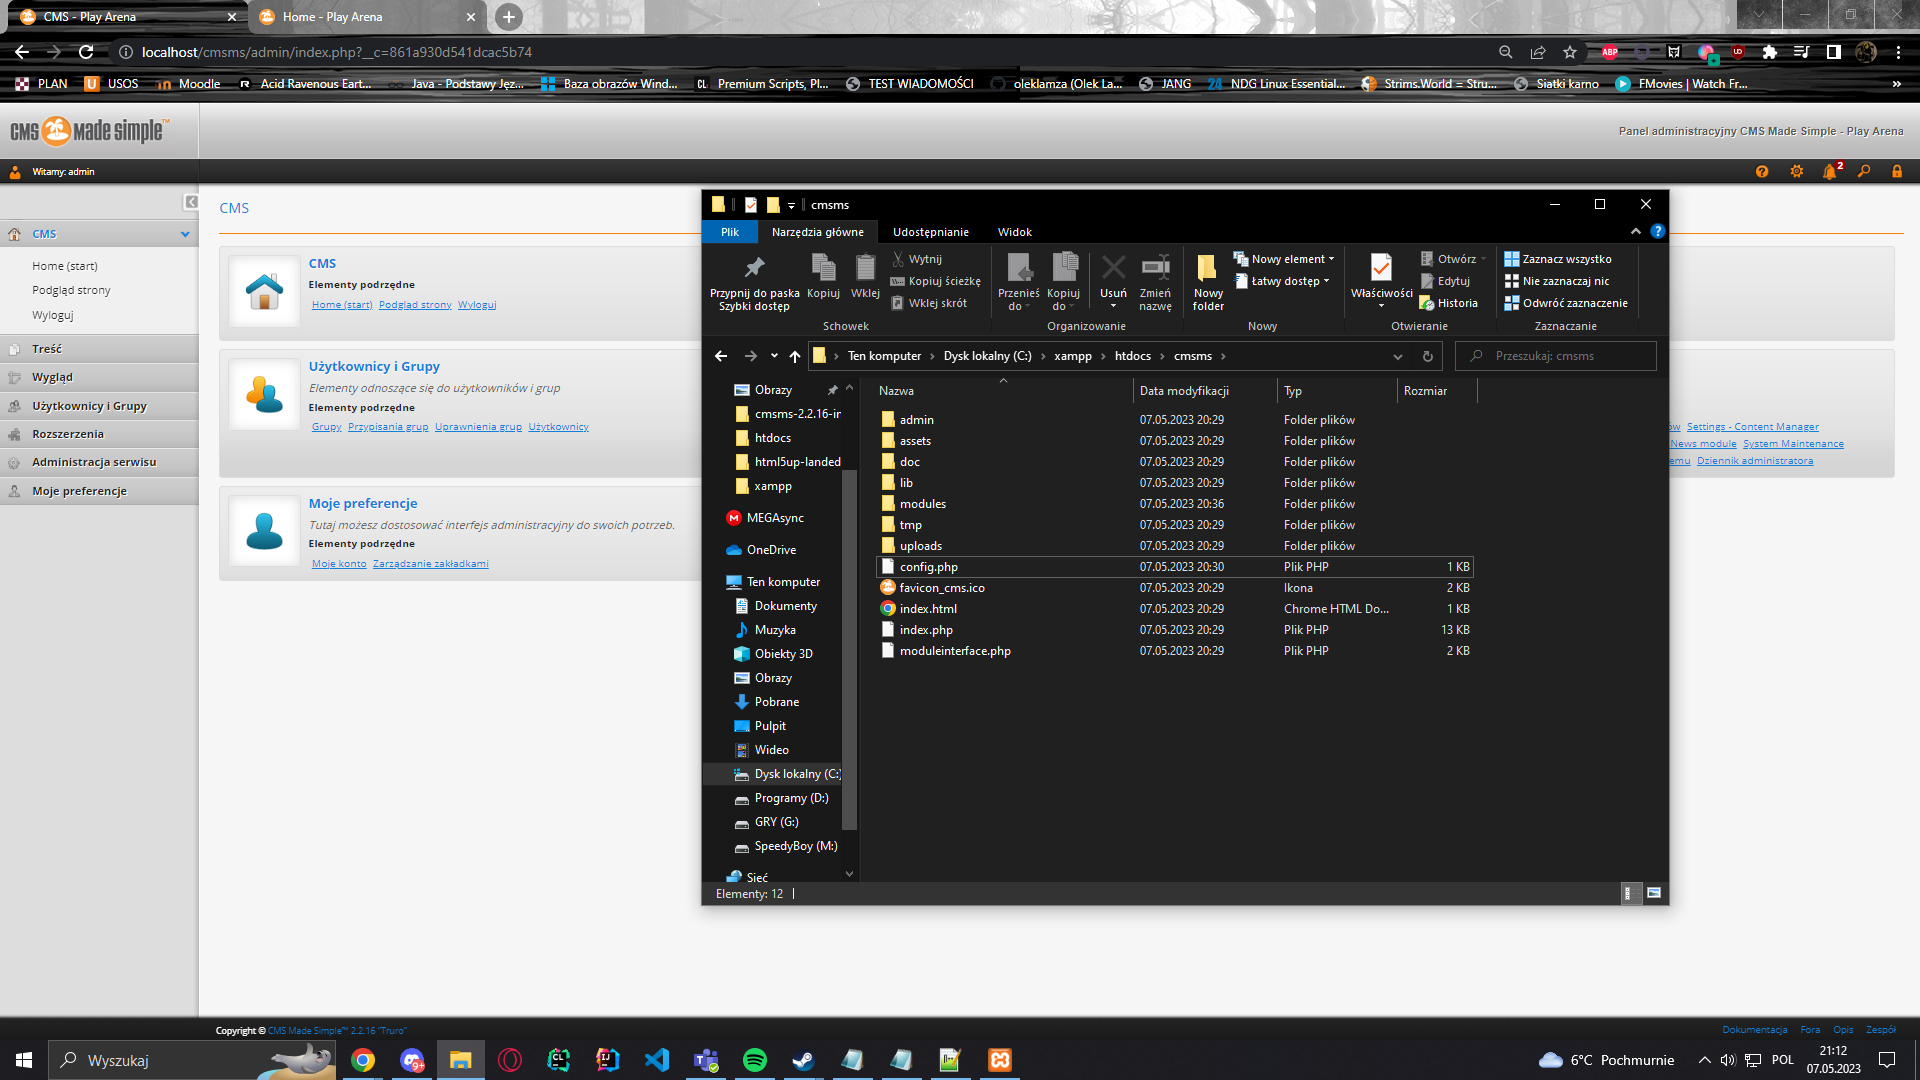 CMS - Play Arena
Home - Play Arena
localhost/cmsms/admin/index.php?__c=861a930d541dcac5b74
PLAN
USOS
Moodle
Acid Ravenous Eart...
Java - Podstawy Jęz...
Baza obrazów Wind...
Premium Scripts, Pl...
TEST WIADOMOŚCI
oleklamza (Olek La...
JANG
NDG Linux Essential...
Strims.World = Stru...
Siatki karno
FMovies | Watch Fr...
CMS made simple™
Panel administracyjny CMS Made Simple - Play Arena
Witamy: admin
2
CMS
Home (start)
Podgląd strony
Wyloguj
Treść
Wygląd
Użytkownicy i Grupy
Rozszerzenia
Administracja serwisu
Moje preferencje
CMS
CMS
Elementy podrzędne
Home (start) Podgląd strony Wyloguj
Użytkownicy i Grupy
Elementy odnoszące się do użytkowników i grup
Elementy podrzędne
Grupy Przypisania grup Uprawnienia grup Użytkownicy
Moje preferencje
Tutaj możesz dostosować interfejs administracyjny do swoich potrzeb.
Elementy podrzędne
Moje konto Zarządzanie zakładkami
Settings - Content Manager
News module System Maintenance
emu Dziennik administratora
cmsms
Plik
Narzędzia główne
Udostępnianie
Widok
Przypnij do paska
Szybki dostęp
Kopiuj
Wklej
Wytnij
Kopiuj ścieżkę
Wklej skrót
Schowek
Przenieś
do
Kopiuj
do
Usuń
Zmień
nazwę
Organizowanie
Nowy
folder
Nowy element
Łatwy dostęp
Nowy
Właściwości
Otwórz
Edytuj
Historia
Otwieranie
Zaznacz wszystko
Nie zaznaczaj nic
Odwróć zaznaczenie
Zaznaczanie
Ten komputer
Dysk lokalny (C:)
xampp
htdocs
cmsms
Przeszukaj: cmsms
Obrazy
cmsms-2.2.16-in
htdocs
html5up-landed
xampp
MEGAsync
OneDrive
Ten komputer
Dokumenty
Muzyka
Obiekty 3D
Obrazy
Pobrane
Pulpit
Wideo
Dysk lokalny (C:)
Programy (D:)
GRY (G:)
SpeedyBoy (M:)
Sieć
Nazwa Data modyfikacji Typ Rozmiar
admin 07.05.2023 20:29 Folder plików
assets 07.05.2023 20:29 Folder plików
doc 07.05.2023 20:29 Folder plików
lib 07.05.2023 20:29 Folder plików
modules 07.05.2023 20:36 Folder plików
tmp 07.05.2023 20:29 Folder plików
uploads 07.05.2023 20:29 Folder plików
config.php 07.05.2023 20:30 Plik PHP 1 KB
favicon_cms.ico 07.05.2023 20:29 Ikona 2 KB
index.html 07.05.2023 20:29 Chrome HTML Do... 1 KB
index.php 07.05.2023 20:29 Plik PHP 13 KB
moduleinterface.php 07.05.2023 20:29 Plik PHP 2 KB
Elementy: 12
Copyright © CMS Made Simple™ 2.2.16 "Truro"
Dokumentacja Fora Opis Zespół
Wyszukaj
6°C Pochmurnie
POL
21:12
07.05.2023